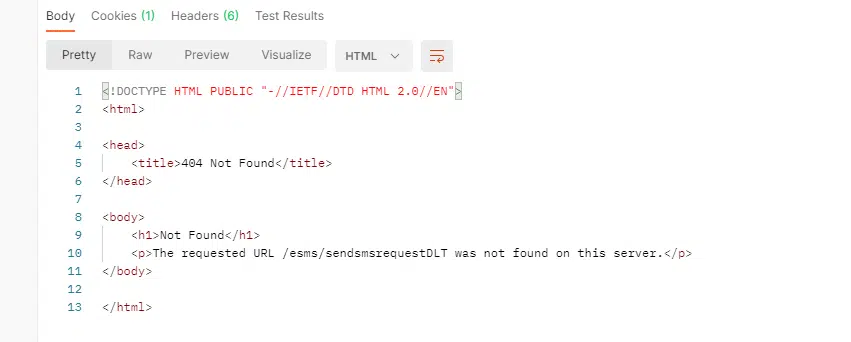 Body Cookies (1) Headers (6) Test Results
Pretty Raw Preview Visualize HTML
1 <!DOCTYPE HTML PUBLIC "-//IETF//DTD HTML 2.0//EN">
2 <html>
3
4 <head>
5 <title>404 Not Found</title>
6 </head>
7
8 <body>
9 <h1>Not Found</h1>
10 <p>The requested URL /esms/sendsmsrequestDLT was not found on this server.</p>
11 </body>
12
13 </html>